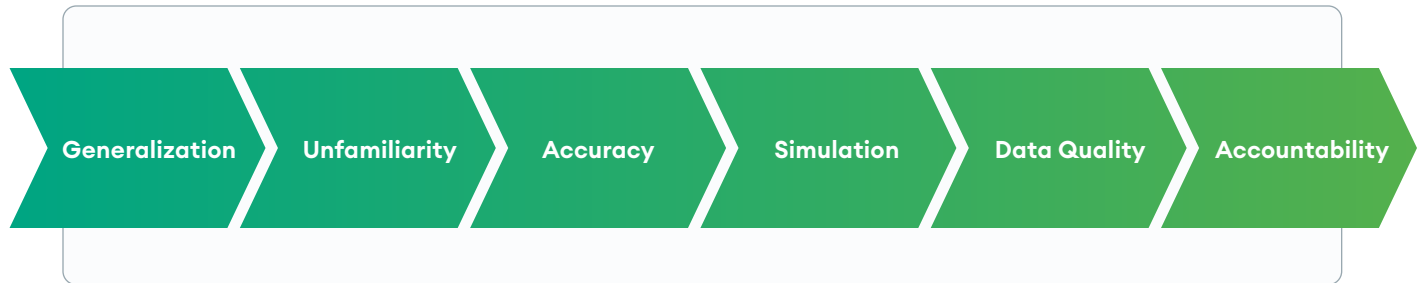 Generalization
Unfamiliarity
Accuracy
Simulation
Data Quality
Accountability